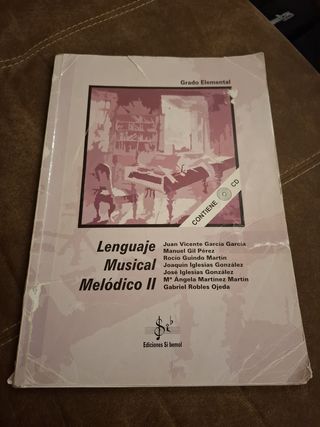 Grado Elemental
CONTIENE CD
Lenguaje
Musical
Melódico II
Juan Vicente García García
Manuel Gil Pérez
Rocío Guindo Martín
Joaquín Iglesias González
José Iglesias González
Mª Ángela Martínez Martín
Gabriel Robles Ojeda
Si
Ediciones Si bemol